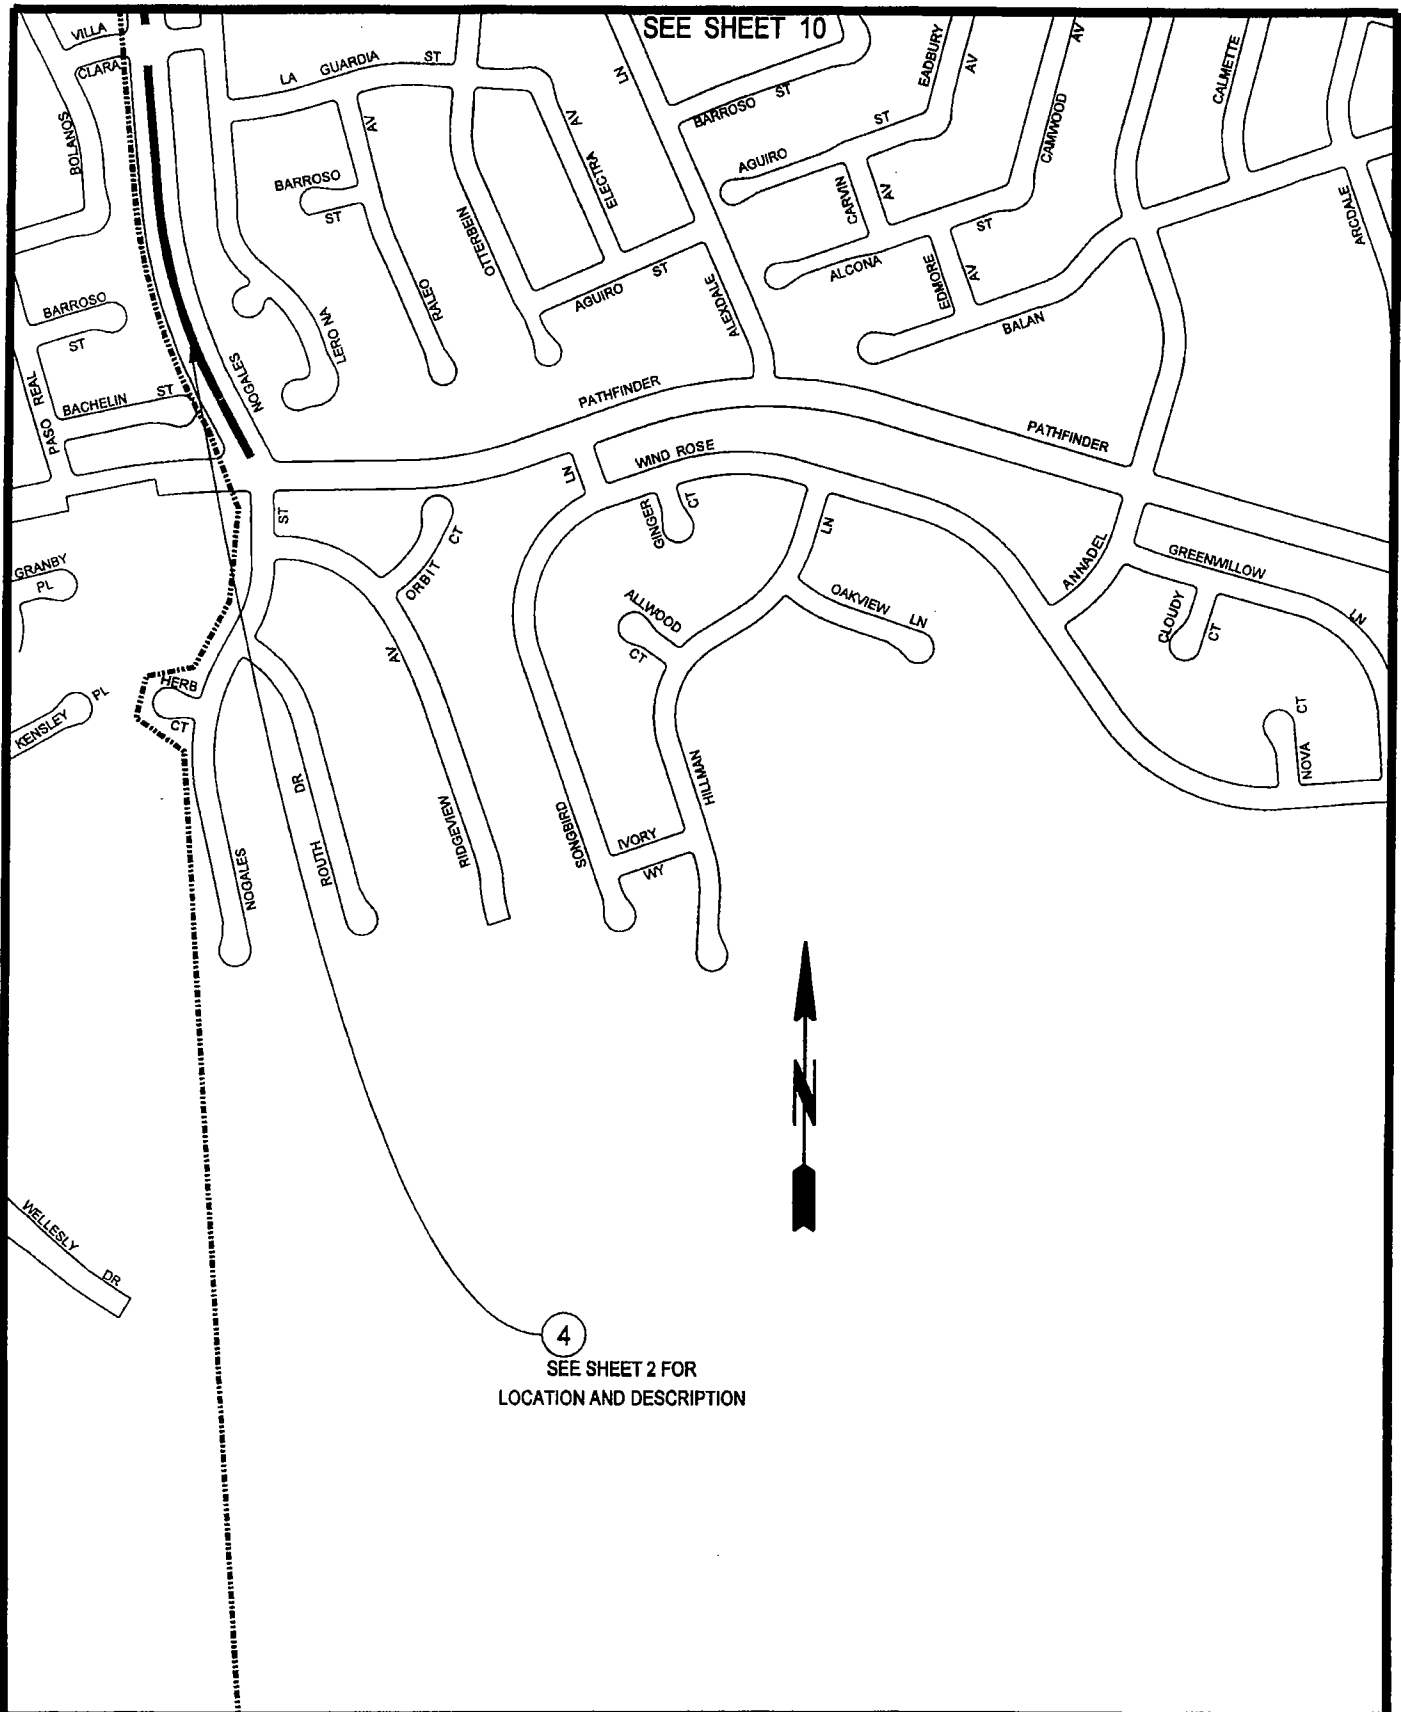 SEE SHEET 10
VILLA
CLARA
BOLANOS
LA GUARDIA ST
LN
BARROSO ST
EADBURY
AV
AV
CAMWOOD
CALMETTE
AV
ELECTRA
AV
BARROSO
ST
OTTERBEIN
AGUIRO ST
CARVIN
AV
ST
ALCONA
EDMORE
AV
BALAN
ARCDALE
BARROSO
ST
PASO REAL
BACHELIN ST
NOGALES
LERO NA
RALEO
AGUIRO ST
ALEXDALE
PATHFINDER
PATHFINDER
WIND ROSE
LN
GINGER
CT
LN
ST
ORBIT CT
AV
ALLWOOD
CT
OAKVIEW LN
ANNADEL
GREENWILLOW
LN
CLOUDY
CT
GRANBY
PL
KENSLEY PL
HERB
CT
NOGALES
ROUTH DR
RIDGEVIEW
SONGBIRD
IVORY
WY
HILLMAN
NOVA
CT
N
WELLESLY
DR
4
SEE SHEET 2 FOR
LOCATION AND DESCRIPTION